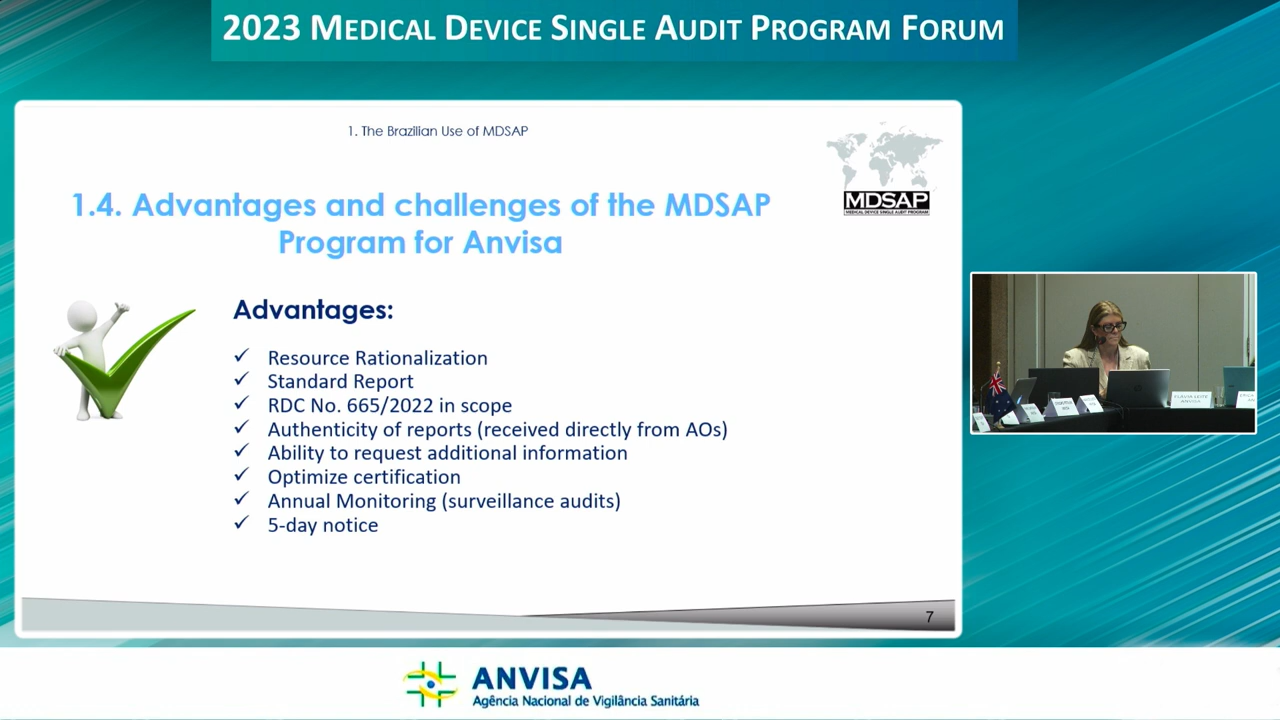 2023 MEDICAL DEVICE SINGLE AUDIT PROGRAM FORUM
1. The Brazilian Use of MDSAP
MDSAP
MEDICAL DEVICE SINGLE AUDIT PROGRAM
1.4. Advantages and challenges of the MDSAP
Program for Anvisa
Advantages:
✓ Resource Rationalization
✓ Standard Report
✓ RDC No. 665/2022 in scope
✓ Authenticity of reports (received directly from AOs)
✓ Ability to request additional information
✓ Optimize certification
✓ Annual Monitoring (surveillance audits)
✓ 5-day notice
7
ANVISA
ANVISA
Agência Nacional de Vigilância Sanitária